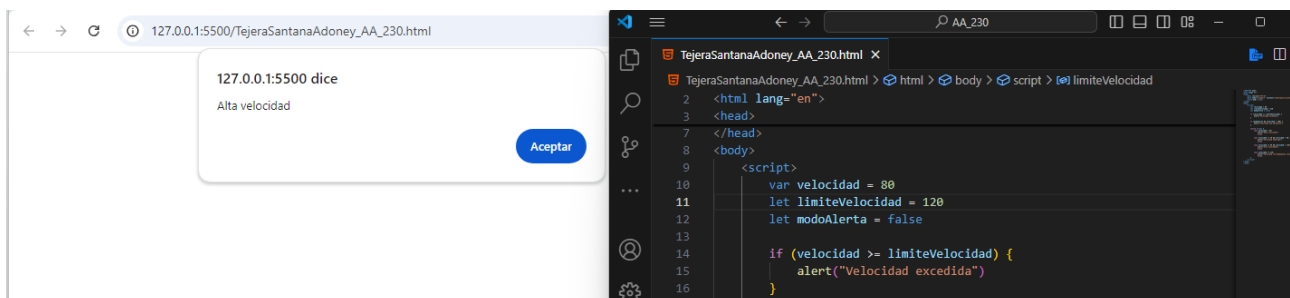 127.0.0.1:5500/TejeraSantanaAdoney_AA_230.html
127.0.0.1:5500 dice
Alta velocidad
Aceptar
AA_230
TejeraSantanaAdoney_AA_230.html
TejeraSantanaAdoney_AA_230.html > html > body > script > limiteVelocidad
2 <html lang="en">
3 <head>
7 </head>
8 <body>
9 <script>
10 var velocidad = 80
11 let limiteVelocidad = 120
12 let modoAlerta = false
13
14 if (velocidad >= limiteVelocidad) {
15 alert("Velocidad excedida")
16 }